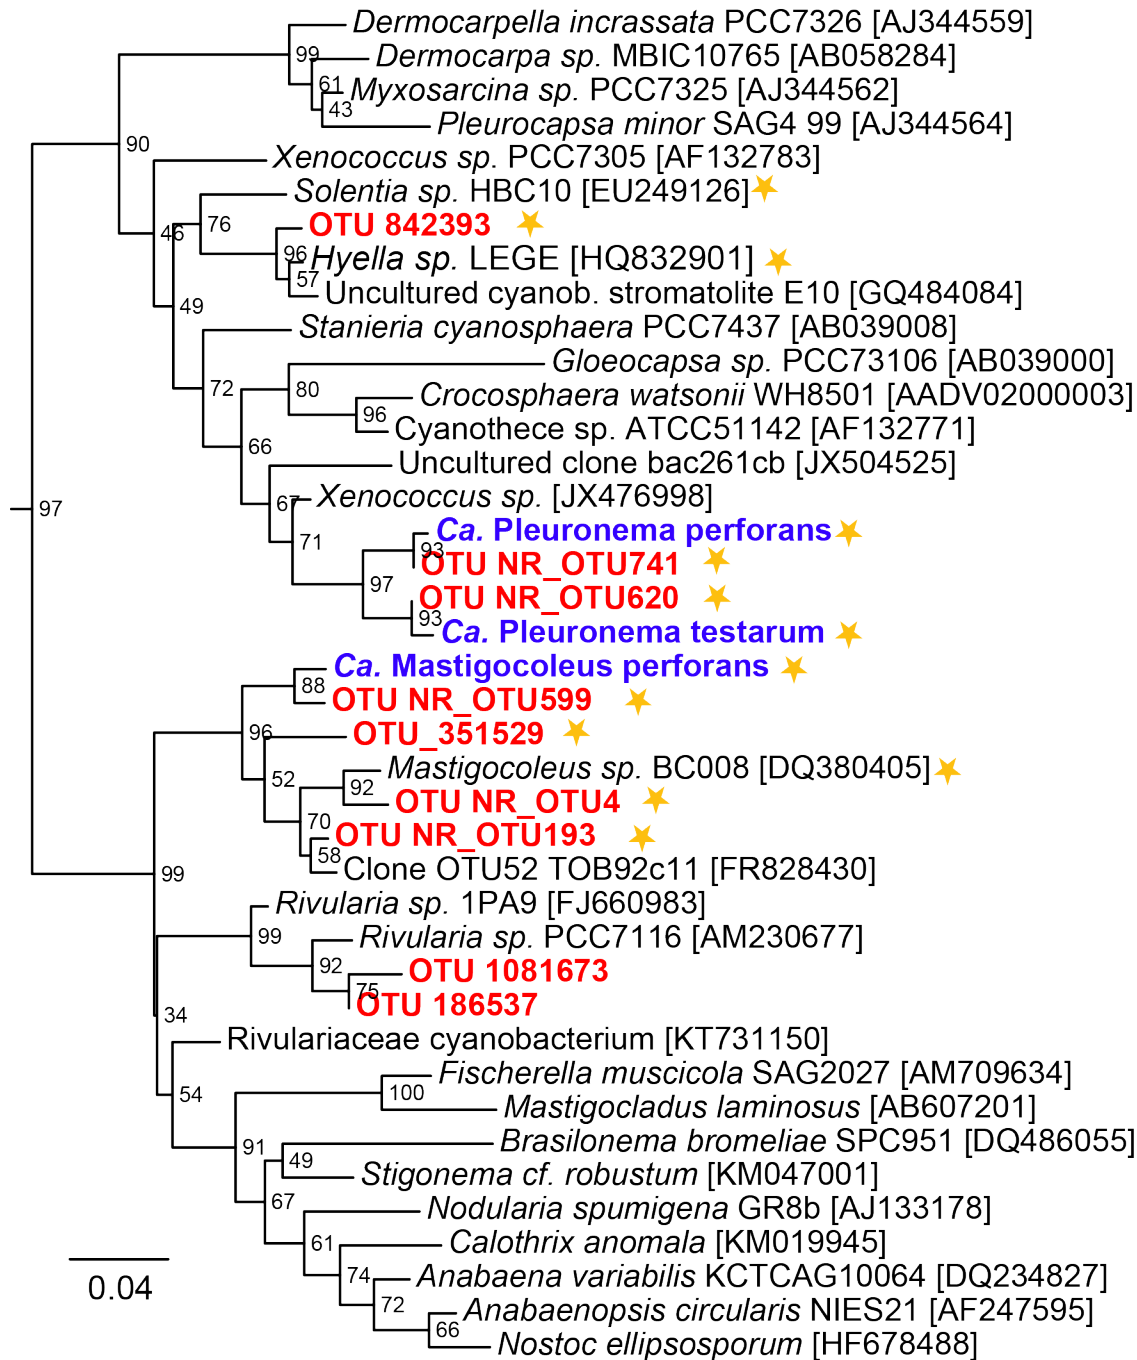 Dermocarpella incrassata PCC7326 [AJ344559]
99
Dermocarpa sp. MBIC10765 [AB058284]
61
Myxosarcina sp. PCC7325 [AJ344562]
43
Pleurocapsa minor SAG4 99 [AJ344564]
90
Xenococcus sp. PCC7305 [AF132783]
Solentia sp. HBC10 [EU249126]
46
76
OTU 842393
96
Hyella sp. LEGE [HQ832901]
57
Uncultured cyanob. stromatolite E10 [GQ484084]
49
Stanieria cyanosphaera PCC7437 [AB039008]
Gloeocapsa sp. PCC73106 [AB039000]
72
80
Crocosphaera watsonii WH8501 [AADV02000003]
96
Cyanothece sp. ATCC51142 [AF132771]
66
Uncultured clone bac261cb [JX504525]
67
Xenococcus sp. [JX476998]
97
Ca. Pleuronema perforans
71
93
OTU NR_OTU741
97
OTU NR_OTU620
93
Ca. Pleuronema testarum
Ca. Mastigocoleus perforans
88
OTU NR_OTU599
96
OTU_351529
52
Mastigocoleus sp. BC008 [DQ380405]
92
OTU NR_OTU4
70
OTU NR_OTU193
58
Clone OTU52 TOB92c11 [FR828430]
99
Rivularia sp. 1PA9 [FJ660983]
99
Rivularia sp. PCC7116 [AM230677]
92
OTU 1081673
75
OTU 186537
34
Rivulariaceae cyanobacterium [KT731150]
54
Fischerella muscicola SAG2027 [AM709634]
100
Mastigocladus laminosus [AB607201]
91
Brasilonema bromeliae SPC951 [DQ486055]
49
Stigonema cf. robustum [KM047001]
67
Nodularia spumigena GR8b [AJ133178]
61
Calothrix anomala [KM019945]
74
Anabaena variabilis KCTCAG10064 [DQ234827]
72
Anabaenopsis circularis NIES21 [AF247595]
66
Nostoc ellipsosporum [HF678488]
0.04